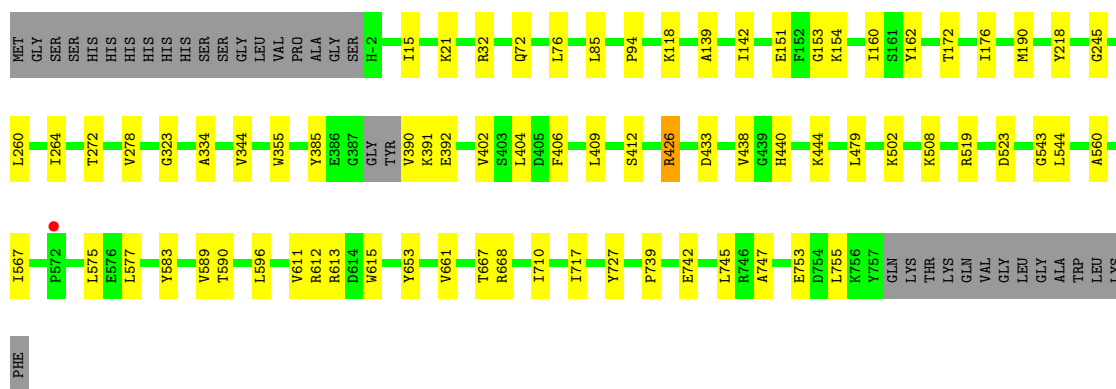 MET GLY SER SER HIS HIS HIS HIS HIS HIS SER SER GLY LEU VAL PRO ALA GLY SER H-2 I15 K21 R32 Q72 L76 L85 P94 K118 A139 I142 E151 F152 G153 K154 I160 S161 Y162 T172 I176 M190 Y218 G245
L260 I264 T272 V278 G323 A334 V344 W355 Y385 E386 G387 GLY TYR V390 K391 E392 V402 S403 L404 D405 F406 L409 S412 R426 D433 V438 G439 H440 K444 L479 K502 K508 R519 D523 G543 L544 A560
I567 P572 L575 E576 L577 Y583 V589 T590 L596 V611 R612 R613 D614 W615 Y653 V661 T667 R668 I710 I717 Y727 P739 E742 L745 R746 A747 E753 D754 L755 K756 Y757 GLN LYS THR LYS GLN VAL GLY LEU GLY ALA TRP LEU LYS
PHE